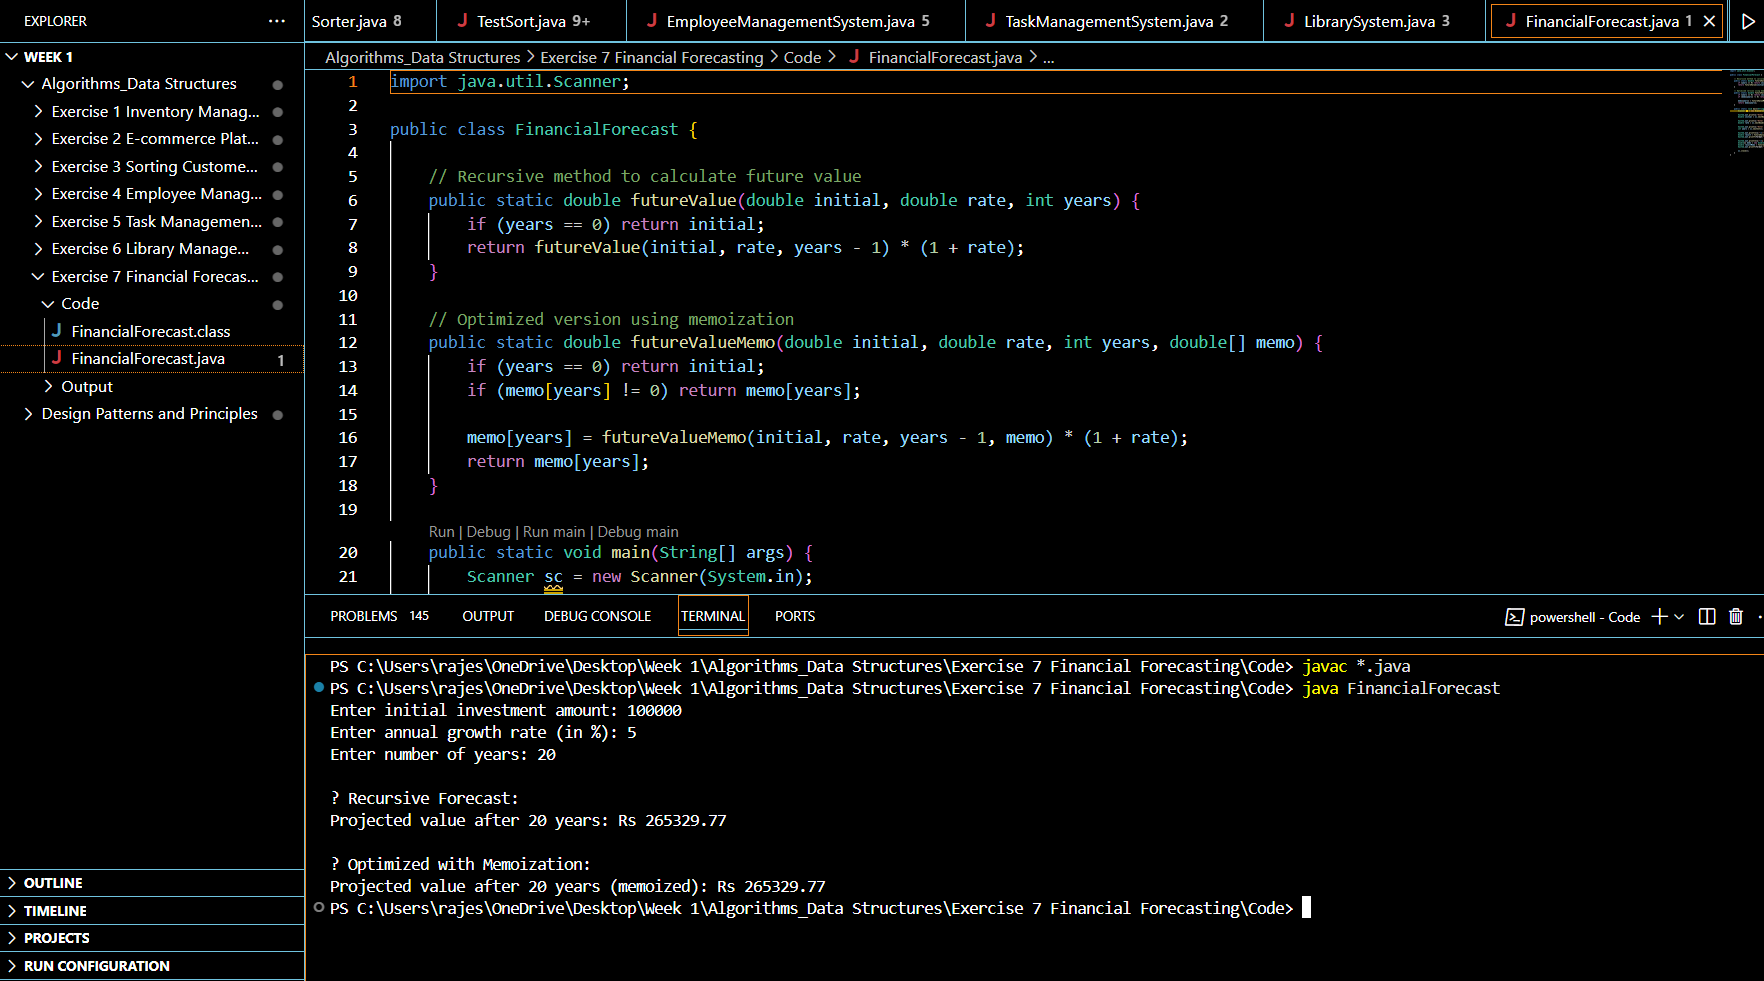 EXPLORER ...
WEEK 1
Algorithms_Data Structures
Exercise 1 Inventory Manag...
Exercise 2 E-commerce Plat...
Exercise 3 Sorting Custome...
Exercise 4 Employee Manag...
Exercise 5 Task Managemen...
Exercise 6 Library Manage...
Exercise 7 Financial Forecas...
Code
J FinancialForecast.class
J FinancialForecast.java 1
Output
Design Patterns and Principles
OUTLINE
TIMELINE
PROJECTS
RUN CONFIGURATION
Sorter.java 8 J TestSort.java 9+ J EmployeeManagementSystem.java 5 J TaskManagementSystem.java 2 J LibrarySystem.java 3 J FinancialForecast.java 1
Algorithms_Data Structures > Exercise 7 Financial Forecasting > Code > J FinancialForecast.java > ...
1 import java.util.Scanner;
2
3 public class FinancialForecast {
4
5 // Recursive method to calculate future value
6 public static double futureValue(double initial, double rate, int years) {
7 if (years == 0) return initial;
8 return futureValue(initial, rate, years - 1) * (1 + rate);
9 }
10
11 // Optimized version using memoization
12 public static double futureValueMemo(double initial, double rate, int years, double[] memo) {
13 if (years == 0) return initial;
14 if (memo[years] != 0) return memo[years];
15
16 memo[years] = futureValueMemo(initial, rate, years - 1, memo) * (1 + rate);
17 return memo[years];
18 }
19
Run | Debug | Run main | Debug main
20 public static void main(String[] args) {
21 Scanner sc = new Scanner(System.in);
PROBLEMS 145 OUTPUT DEBUG CONSOLE TERMINAL PORTS powershell - Code
PS C:\Users\rajes\OneDrive\Desktop\Week 1\Algorithms_Data Structures\Exercise 7 Financial Forecasting\Code> javac *.java
PS C:\Users\rajes\OneDrive\Desktop\Week 1\Algorithms_Data Structures\Exercise 7 Financial Forecasting\Code> java FinancialForecast
Enter initial investment amount: 100000
Enter annual growth rate (in %): 5
Enter number of years: 20
? Recursive Forecast:
Projected value after 20 years: Rs 265329.77
? Optimized with Memoization:
Projected value after 20 years (memoized): Rs 265329.77
PS C:\Users\rajes\OneDrive\Desktop\Week 1\Algorithms_Data Structures\Exercise 7 Financial Forecasting\Code>